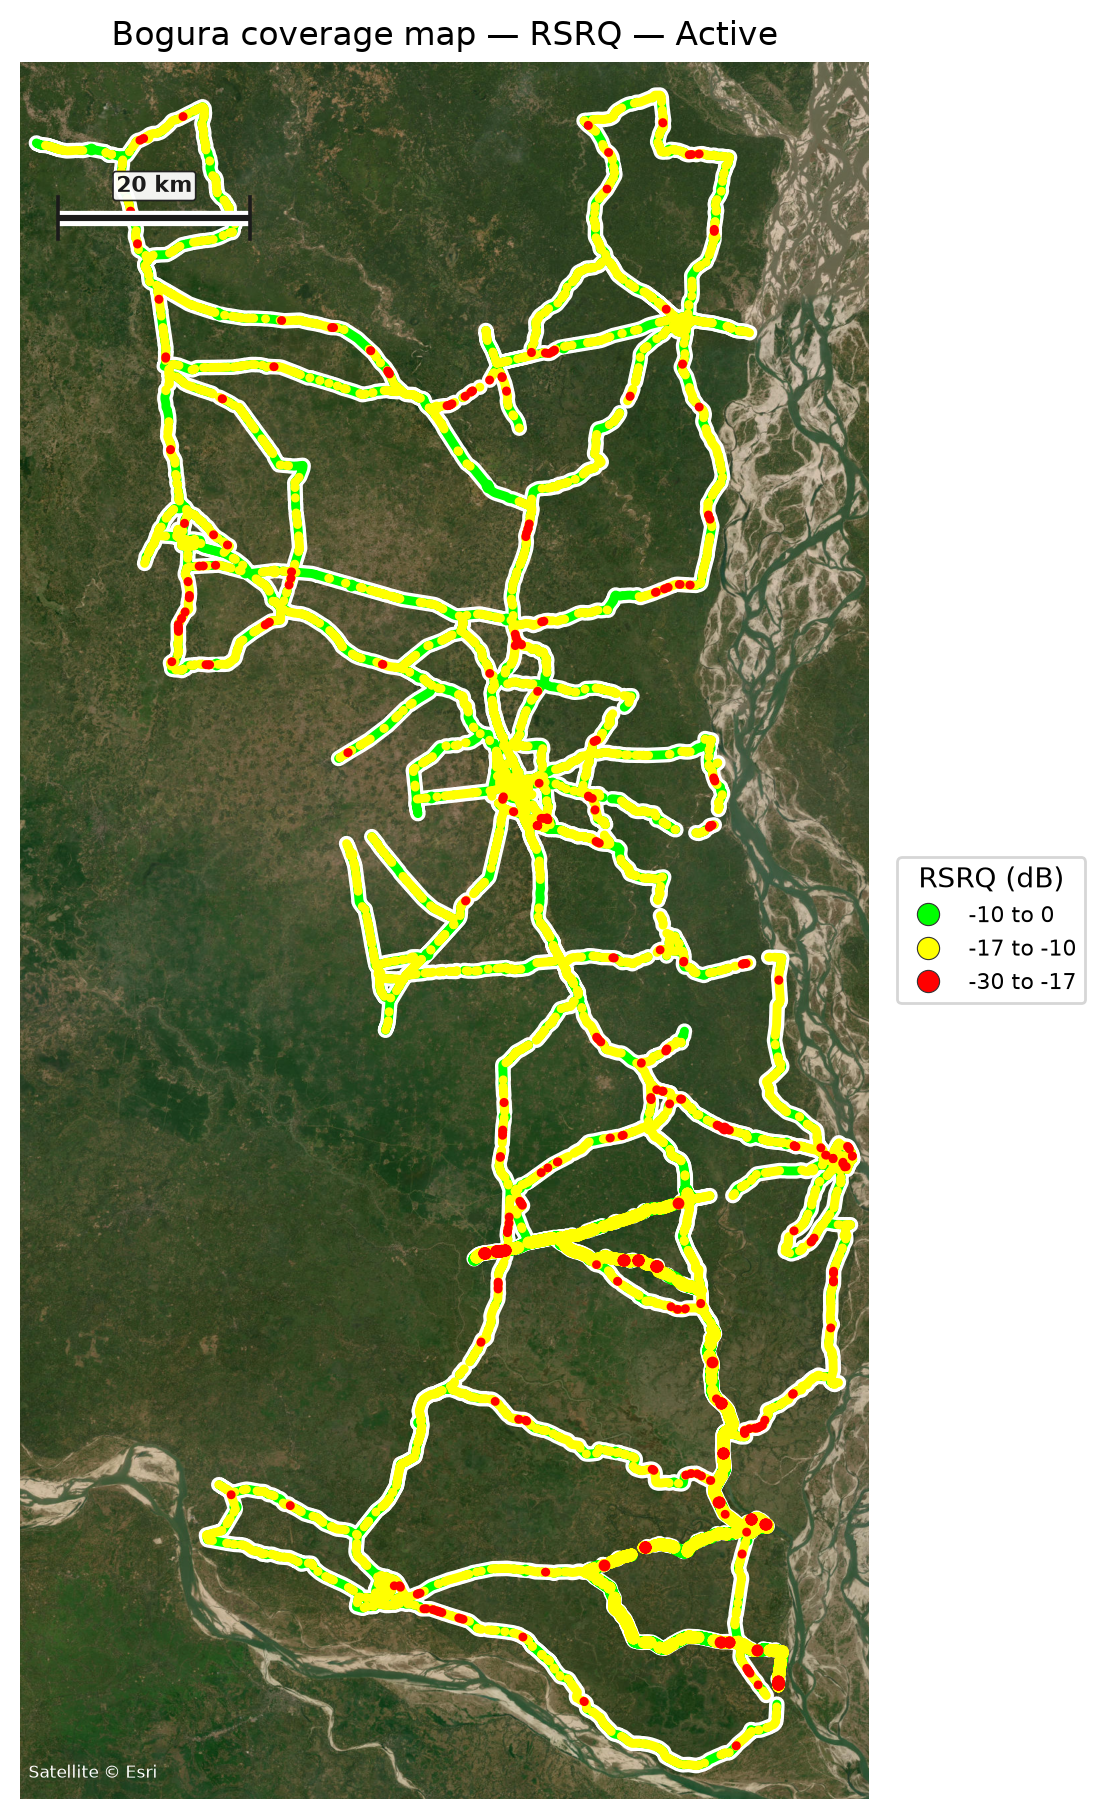 Bogura coverage map — RSRQ — Active
20 km
RSRQ (dB)
-10 to 0
-17 to -10
-30 to -17
Satellite © Esri